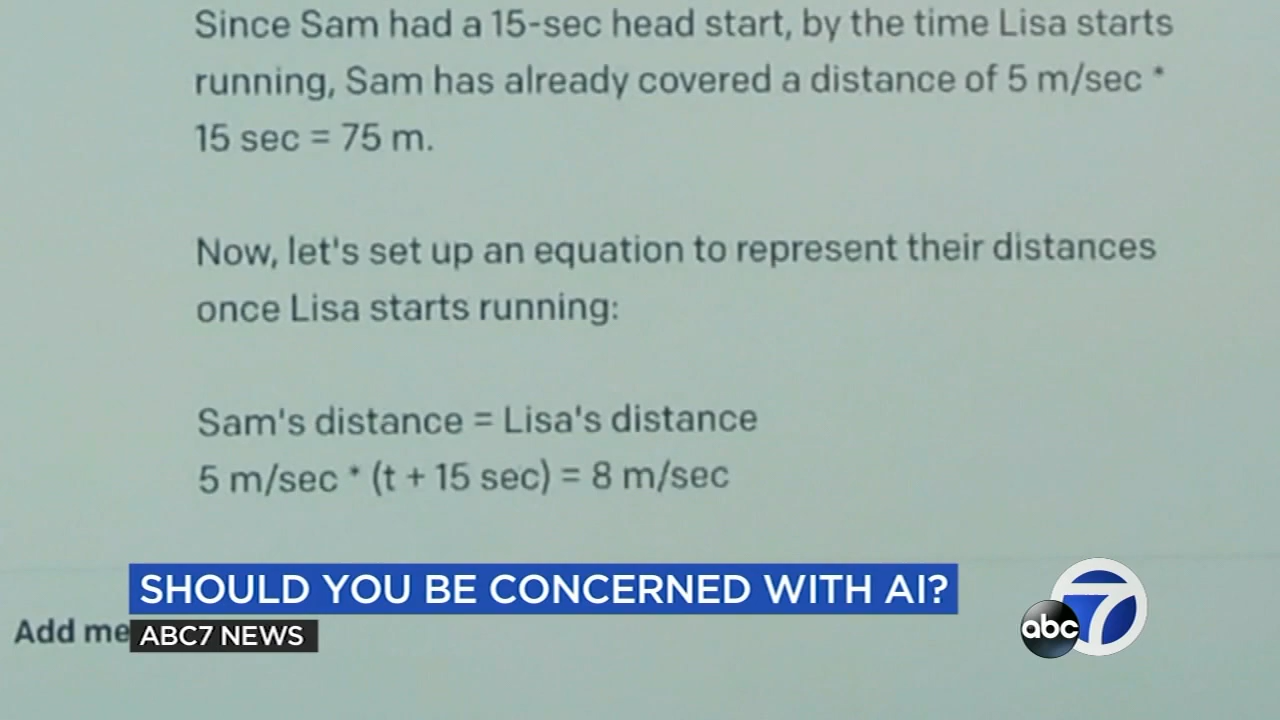 Since Sam had a 15-sec head start, by the time Lisa starts
running, Sam has already covered a distance of 5 m/sec *
15 sec = 75 m.
Now, let's set up an equation to represent their distances
once Lisa starts running:
Sam's distance = Lisa's distance
5 m/sec * (t + 15 sec) = 8 m/sec
SHOULD YOU BE CONCERNED WITH AI?
Add me
ABC7 NEWS
abc 7